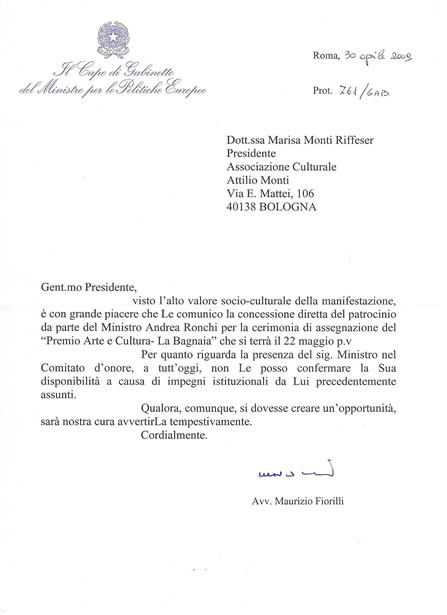 Il Capo di Gabinetto
del Ministro per le Politiche Europee
Roma, 30 aprile 2009
Prot. 761/GAB
Dott.ssa Marisa Monti Riffeser
Presidente
Associazione Culturale
Attilio Monti
Via E. Mattei, 106
40138 BOLOGNA
Gent.mo Presidente,
visto l'alto valore socio-culturale della manifestazione,
è con grande piacere che Le comunico la concessione diretta del patrocinio
da parte del Ministro Andrea Ronchi per la cerimonia di assegnazione del
"Premio Arte e Cultura- La Bagnaia" che si terrà il 22 maggio p.v
Per quanto riguarda la presenza del sig. Ministro nel
Comitato d'onore, a tutt'oggi, non Le posso confermare la Sua
disponibilità a causa di impegni istituzionali da Lui precedentemente
assunti.
Qualora, comunque, si dovesse creare un'opportunità,
sarà nostra cura avvertirLa tempestivamente.
Cordialmente.
Avv. Maurizio Fiorilli